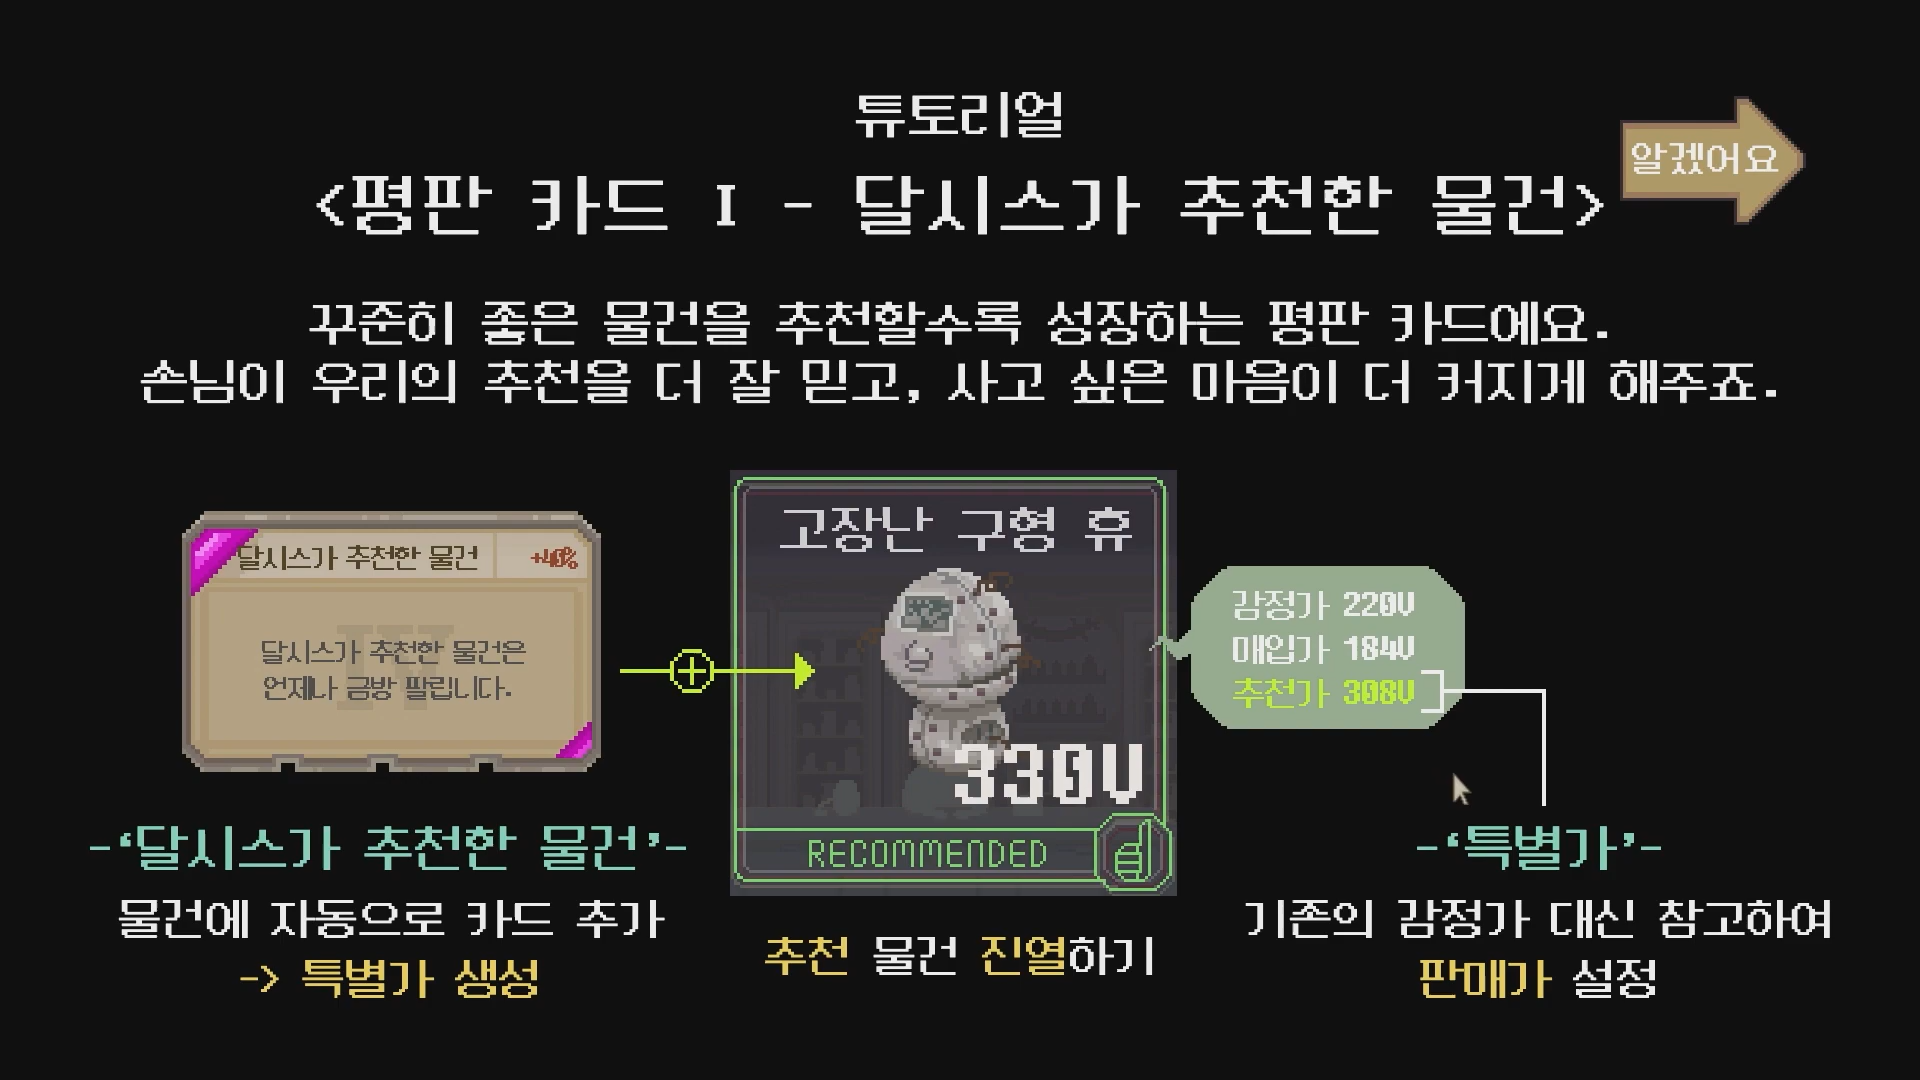 튜토리얼
<평판 카드 I - 달시스가 추천한 물건>
알겠어요
꾸준히 좋은 물건을 추천할수록 성장하는 평판 카드에요.
손님이 우리의 추천을 더 잘 믿고, 사고 싶은 마음이 더 커지게 해주죠.
달시스가 추천한 물건 +40%
달시스가 추천한 물건은
언제나 금방 팔립니다.
IV
고장난 구형 휴
330V
RECOMMENDED
감정가 220V
매입가 184V
추천가 308V
-‘달시스가 추천한 물건’-
물건에 자동으로 카드 추가
-> 특별가 생성
추천 물건 진열하기
-‘특별가’-
기존의 감정가 대신 참고하여
판매가 설정